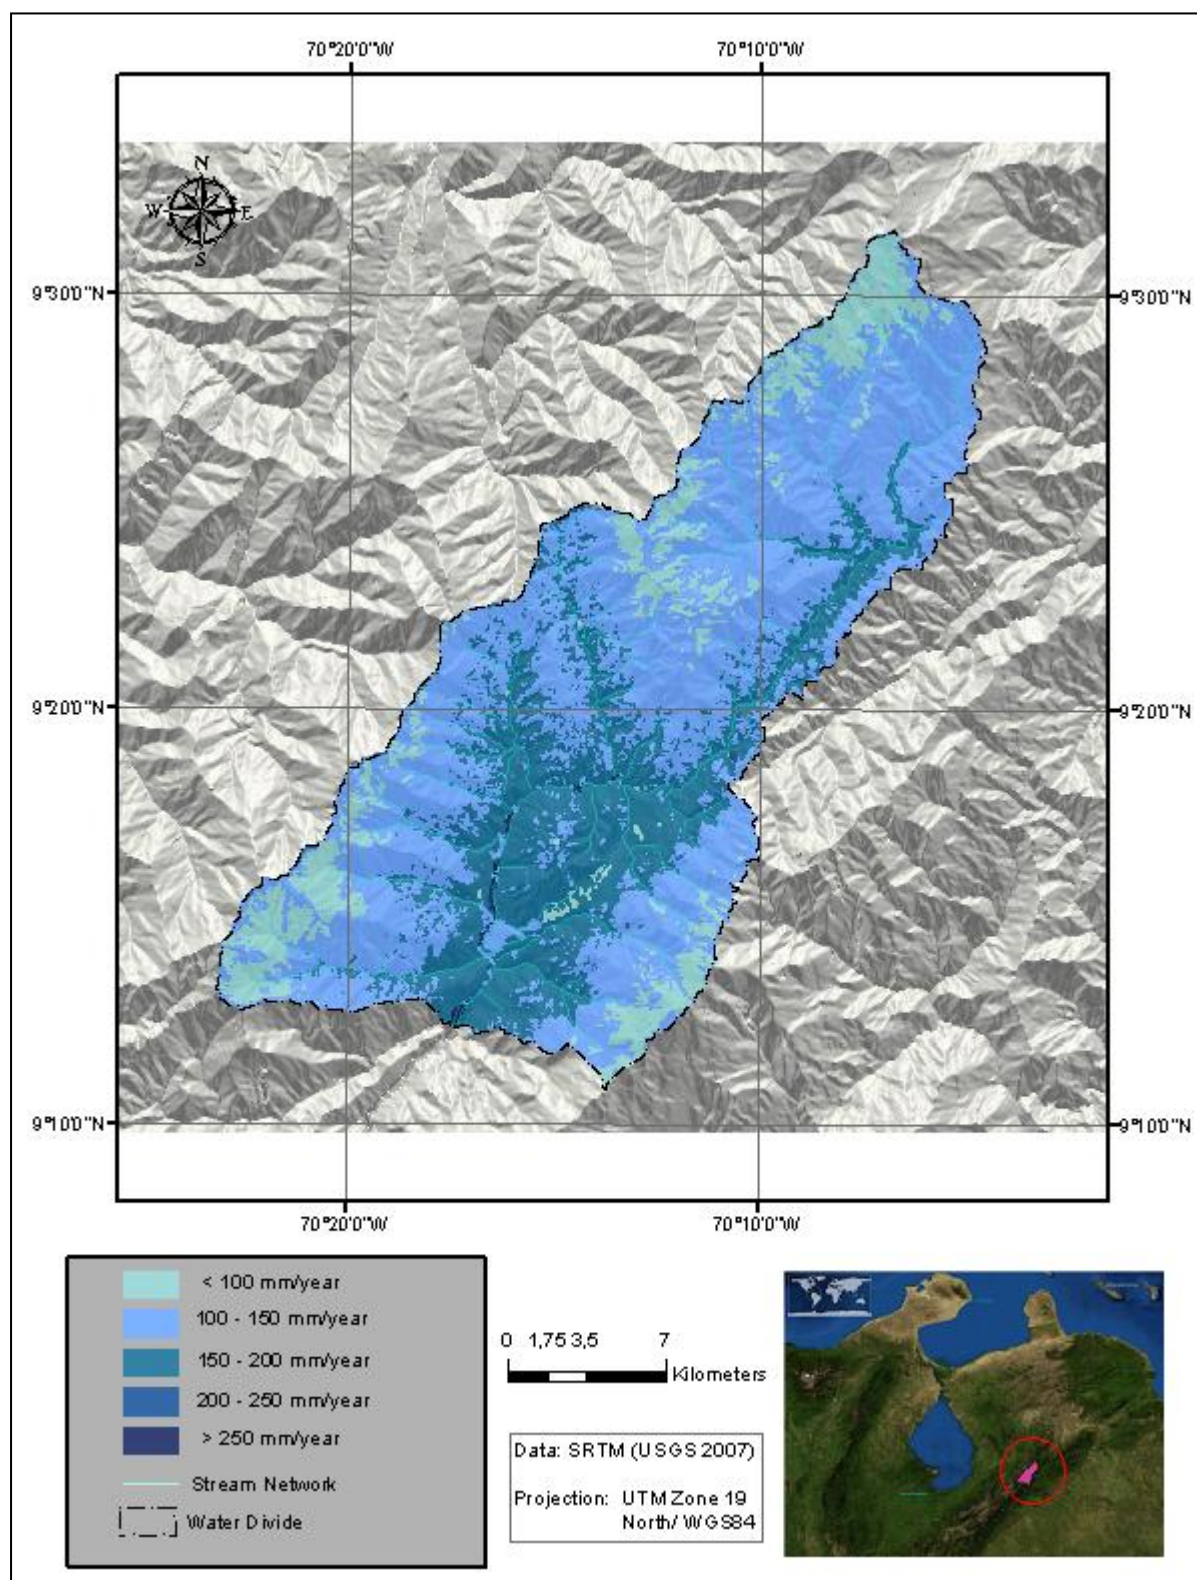 70°20'0"W 70°10'0"W
N
W E
S
9°30'0"N 9°30'0"N
9°20'0"N 9°20'0"N
9°10'0"N 9°10'0"N
70°20'0"W 70°10'0"W
< 100 mm/year
100 - 150 mm/year
150 - 200 mm/year
200 - 250 mm/year
> 250 mm/year
Stream Network
Water Divide
0 1,75 3,5 7
Kilometers
Data: SRTM (USGS 2007)
Projection: UTM Zone 19
North/ WGS84